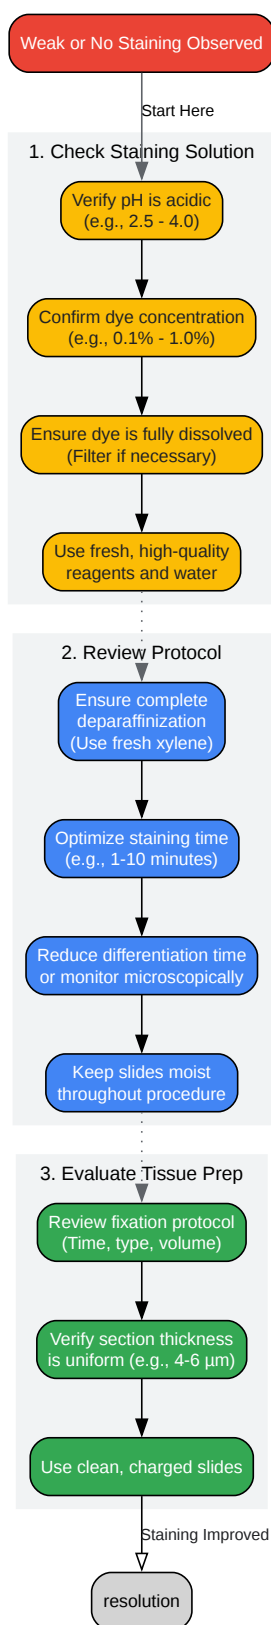 Weak or No Staining Observed
Start Here
1. Check Staining Solution
Verify pH is acidic
(e.g., 2.5 - 4.0)
Confirm dye concentration
(e.g., 0.1% - 1.0%)
Ensure dye is fully dissolved
(Filter if necessary)
Use fresh, high-quality
reagents and water
2. Review Protocol
Ensure complete
deparaffinization
(Use fresh xylene)
Optimize staining time
(e.g., 1-10 minutes)
Reduce differentiation time
or monitor microscopically
Keep slides moist
throughout procedure
3. Evaluate Tissue Prep
Review fixation protocol
(Time, type, volume)
Verify section thickness
is uniform (e.g., 4-6 µm)
Use clean, charged slides
Staining Improved
resolution